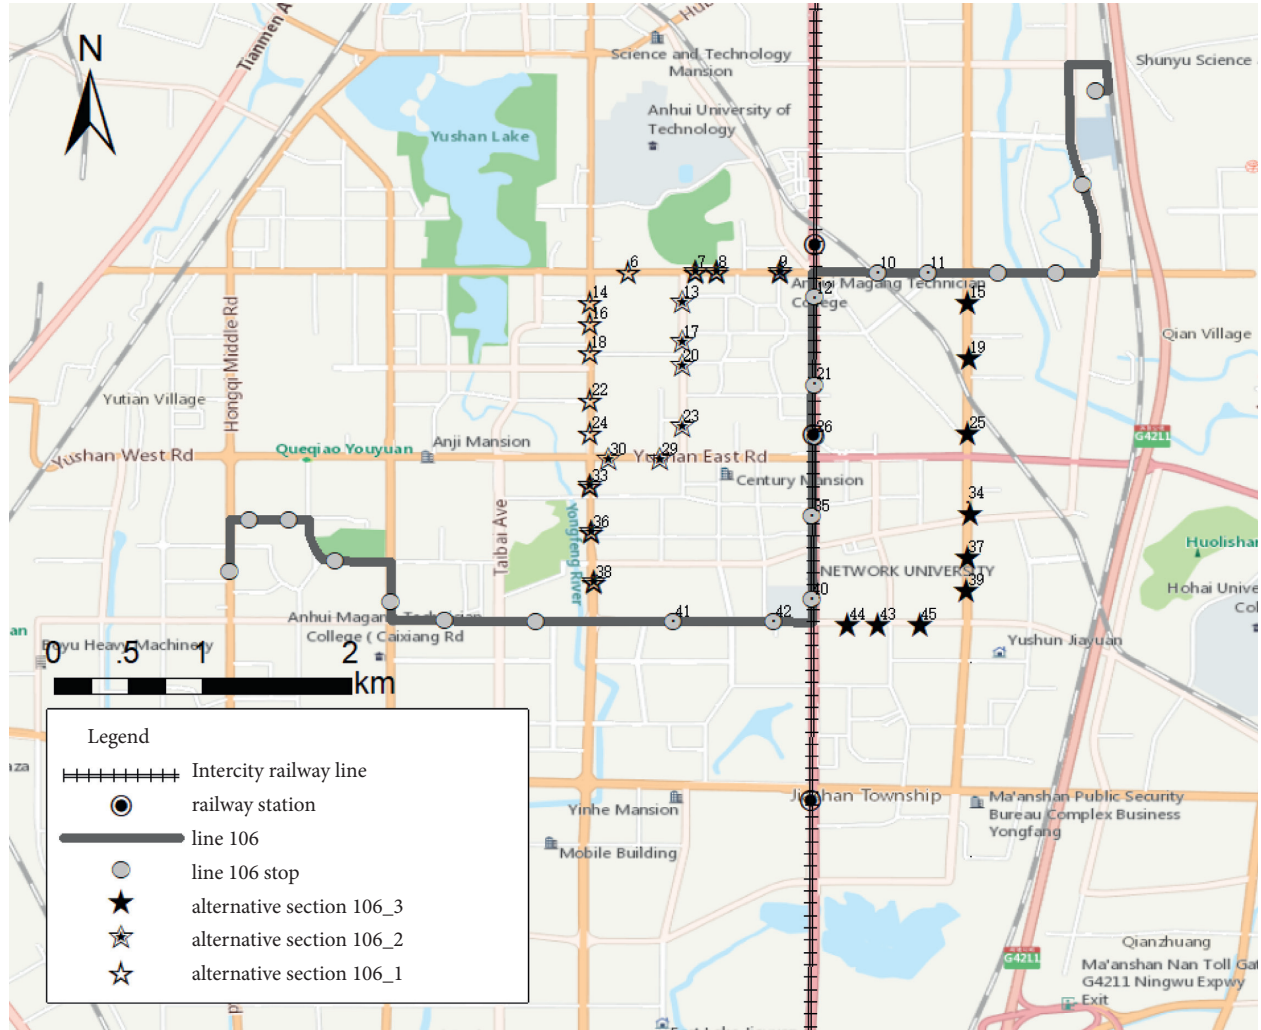 N
Tianmen A
Hub
Science and Technology
Mansion
Shunyu Science
Anhui University of
Technology
Yushan Lake
6
7
8
9
10
11
Anhui Magang Technician
College
12
13
14
15
16
17
18
19
20
21
22
23
24
25
26
29
30
Hongqi Middle Rd
Qian Village
Yutian Village
Anji Mansion
Queqiao Youyuan
G4211
Yushan West Rd
Yushan East Rd
Century Mansion
33
34
35
36
37
38
39
40
Taibai Ave
Yongfeng River
Huolishan
NETWORK UNIVERSITY
Hohai Unive
Col
Anhui Magang Technician
College ( Caixiang Rd
41
42
44
43
45
Yushun Jiayuan
an
Boyu Heavy Machinery
0 .5 1 2
km
Legend
Intercity railway line
railway station
line 106
line 106 stop
alternative section 106_3
alternative section 106_2
alternative section 106_1
aza
Yinhe Mansion
Mobile Building
Jiashan Township
Ma'anshan Public Security
Bureau Complex Business
Yongfang
Qianzhuang
G4211
Ma'anshan Nan Toll Gat
G4211 Ningwu Expwy
Exit